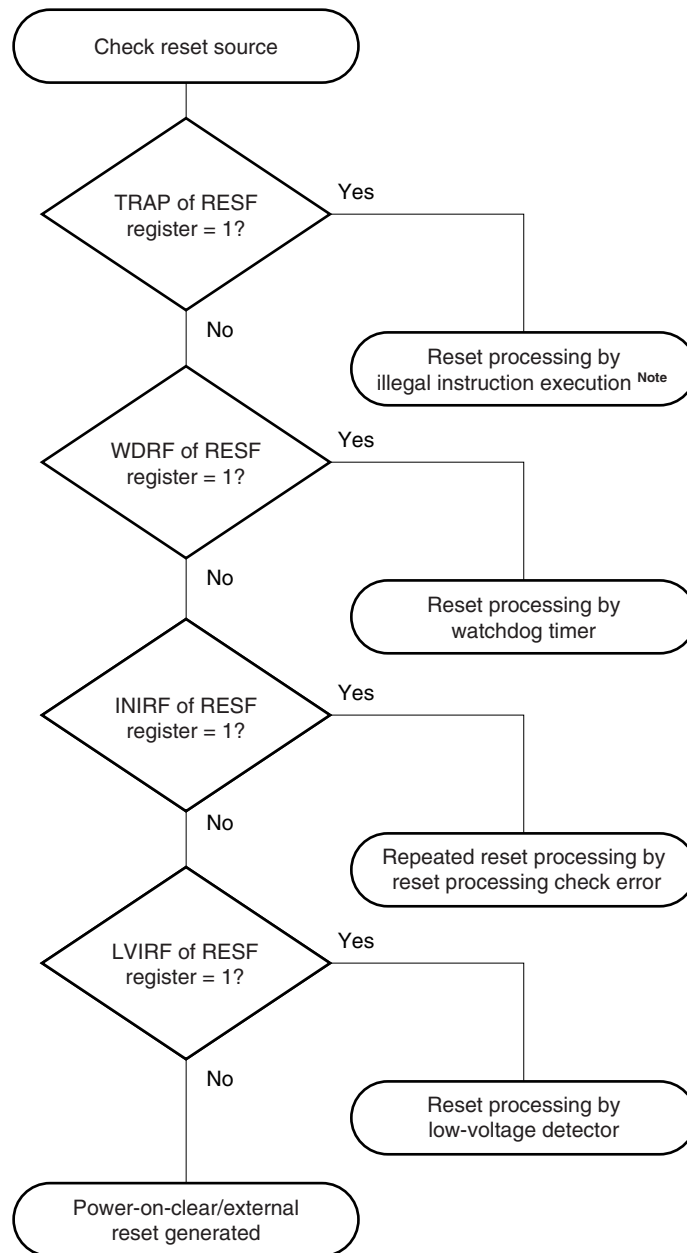 Check reset source
TRAP of RESF
register = 1?
Yes
No
Reset processing by
illegal instruction execution Note
WDRF of RESF
register = 1?
Yes
No
Reset processing by
watchdog timer
INIRF of RESF
register = 1?
Yes
No
Repeated reset processing by
reset processing check error
LVIRF of RESF
register = 1?
Yes
No
Reset processing by
low-voltage detector
Power-on-clear/external
reset generated